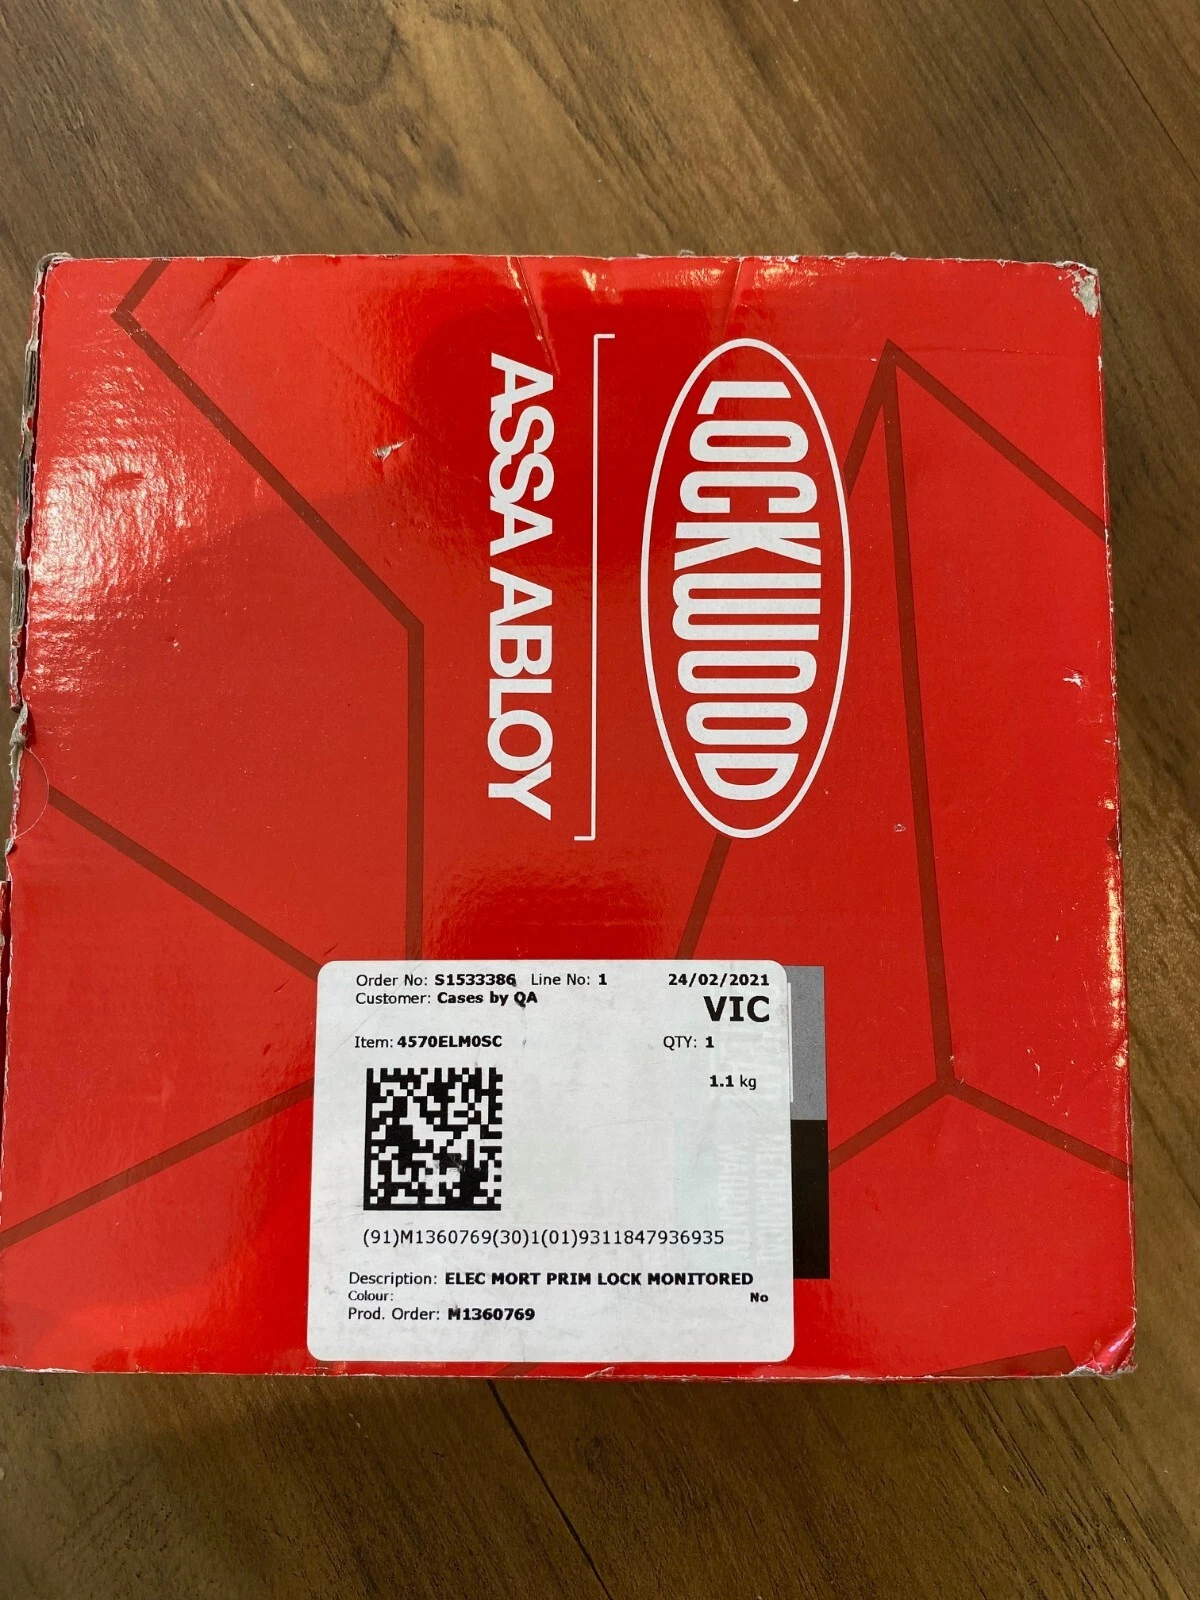 LOCKWOOD
ASSA ABLOY
Order No: S1533386 Line No: 1 24/02/2021
Customer: Cases by QA VIC
Item: 4570ELM0SC QTY: 1
1.1 kg
(91)M1360769(30)1(01)9311847936935
Description: ELEC MORT PRIM LOCK MONITORED
Colour: No
Prod. Order: M1360769